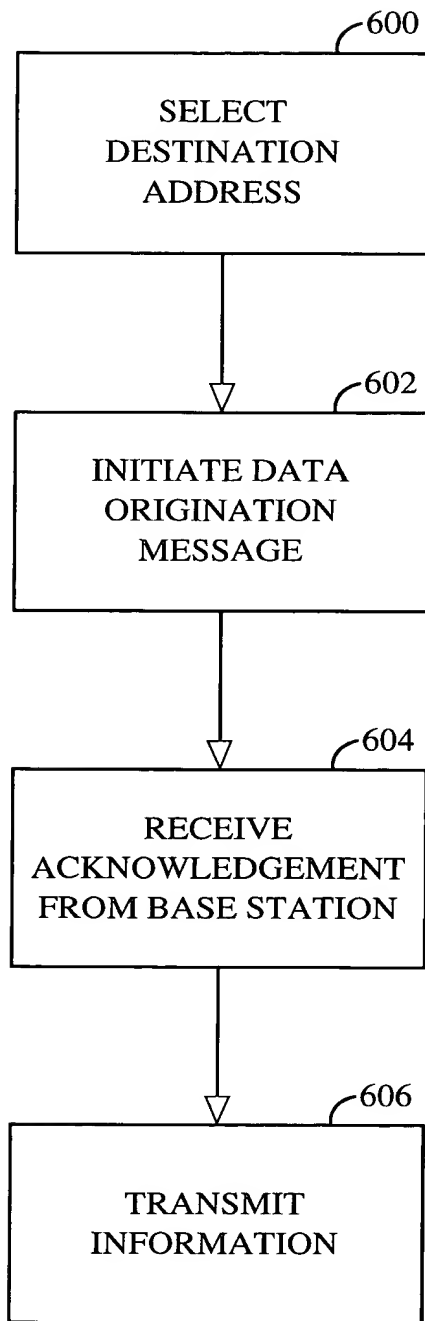 600
SELECT
DESTINATION
ADDRESS
602
INITIATE DATA
ORIGINATION
MESSAGE
604
RECEIVE
ACKNOWLEDGEMENT
FROM BASE STATION
606
TRANSMIT
INFORMATION